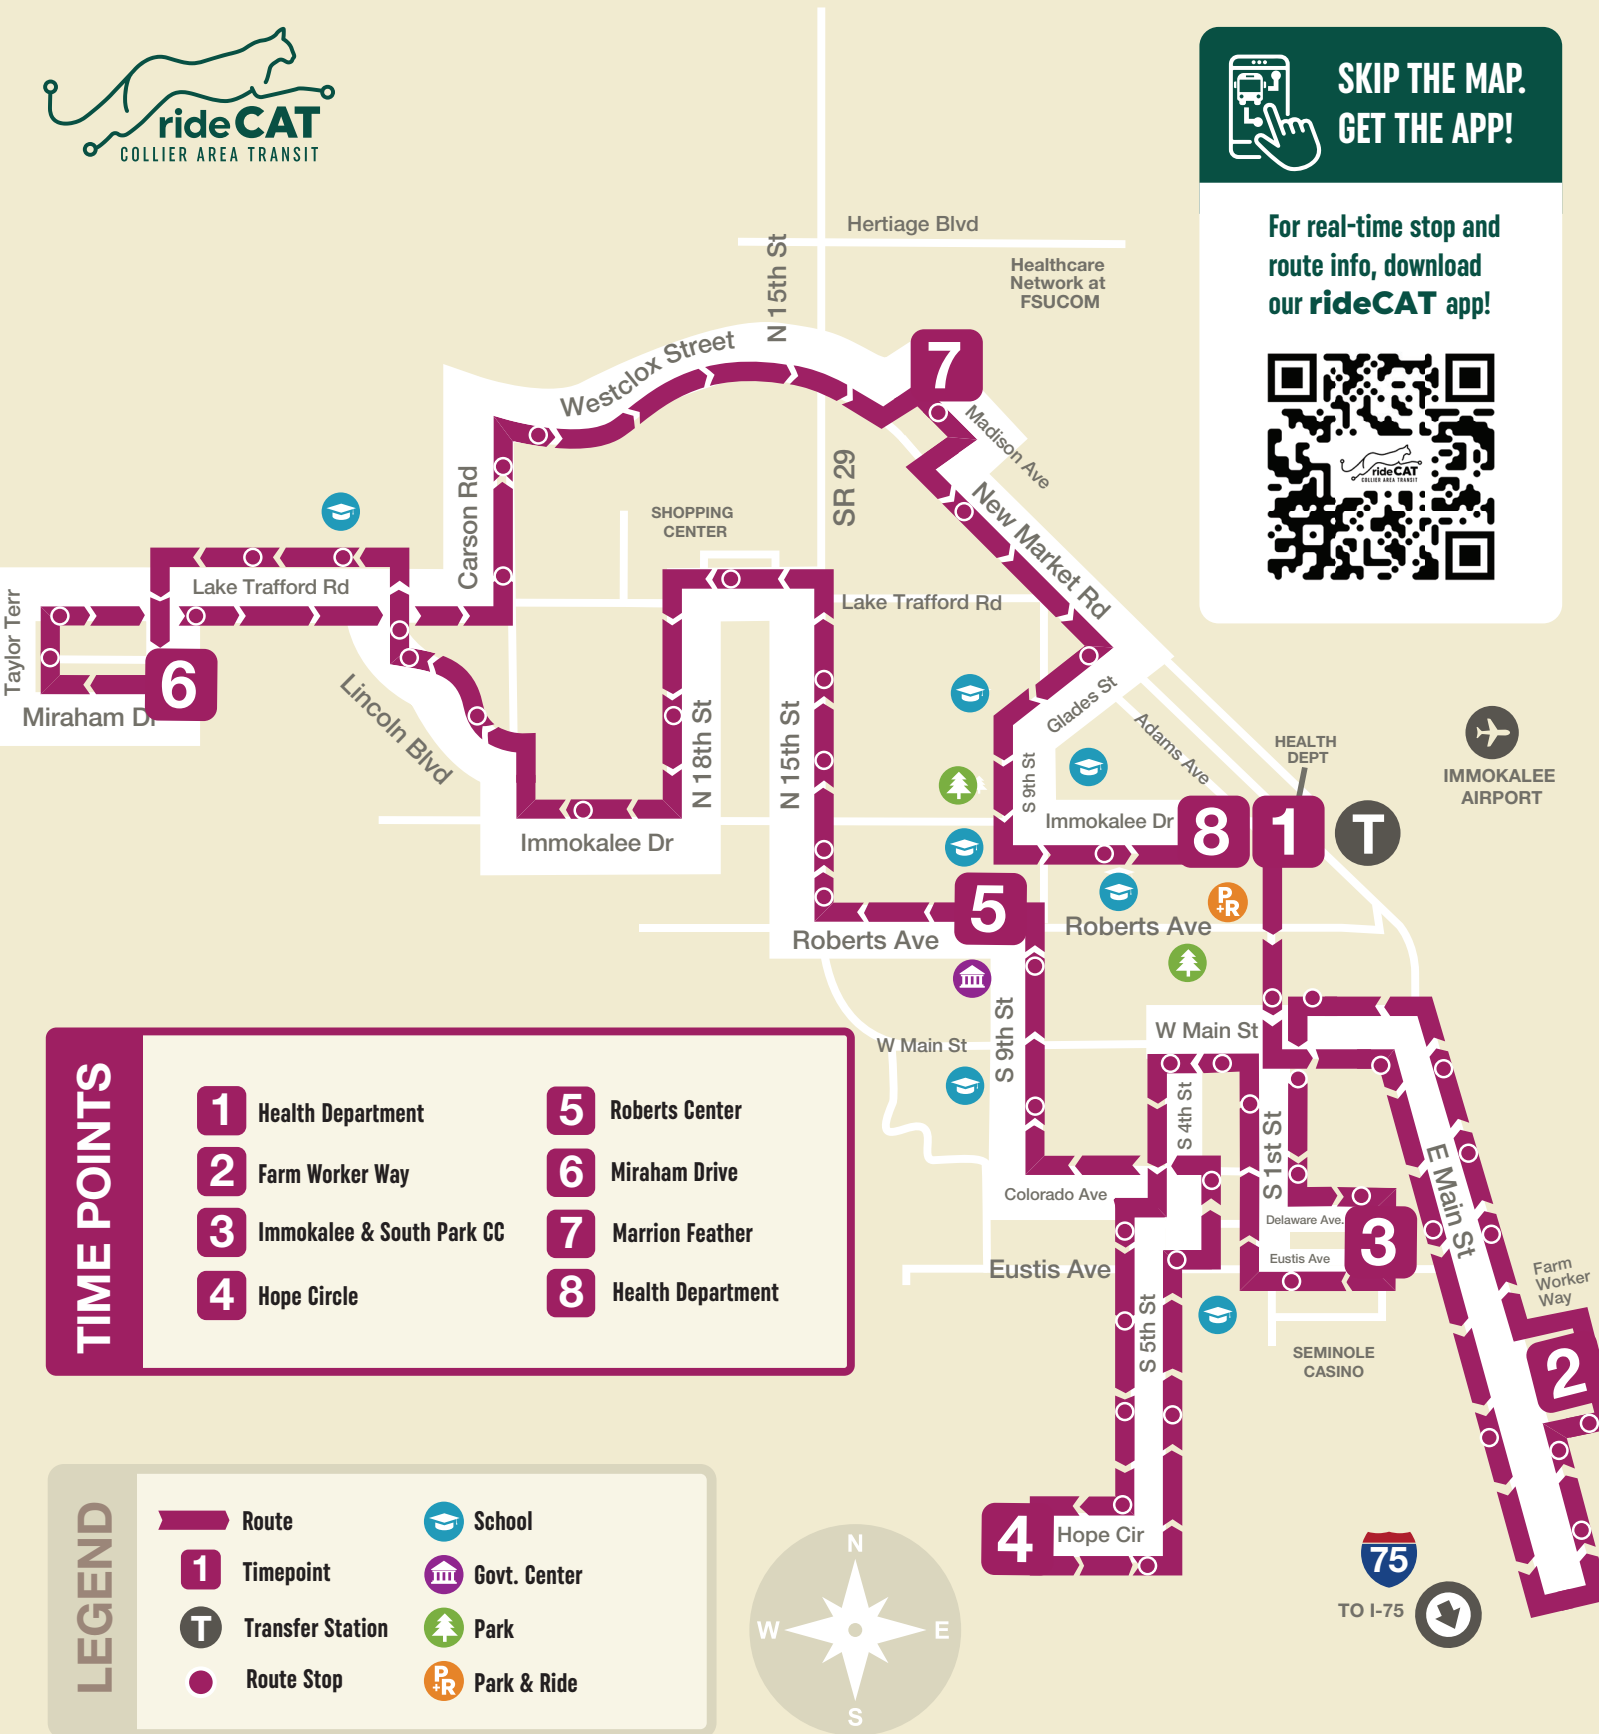 rideCAT
COLLIER AREA TRANSIT
SKIP THE MAP.
GET THE APP!
For real-time stop and
route info, download
our rideCAT app!
rideCAT
COLLIER AREA TRANSIT
Hertiage Blvd
Healthcare
Network at
FSUCOM
N 15th St
Westclox Street
7
Madison Ave
SR 29
New Market Rd
Carson Rd
SHOPPING
CENTER
Lake Trafford Rd
Lake Trafford Rd
Taylor Terr
6
Miraham Dr
Lincoln Blvd
N 18th St
N 15th St
Glades St
Adams Ave
S 9th St
HEALTH
DEPT
IMMOKALEE
AIRPORT
Immokalee Dr
8
1
T
Immokalee Dr
5
P+R
Roberts Ave
Roberts Ave
S 9th St
W Main St
W Main St
S 4th St
S 1st St
E Main St
Colorado Ave
Delaware Ave.
3
Eustis Ave
Eustis Ave
S 5th St
Farm
Worker
Way
2
SEMINOLE
CASINO
4
Hope Cir
75
TO I-75
TIME POINTS
1 Health Department
2 Farm Worker Way
3 Immokalee & South Park CC
4 Hope Circle
5 Roberts Center
6 Miraham Drive
7 Marrion Feather
8 Health Department
LEGEND
Route
1 Timepoint
T Transfer Station
Route Stop
School
Govt. Center
Park
P+R Park & Ride
N
W
E
S